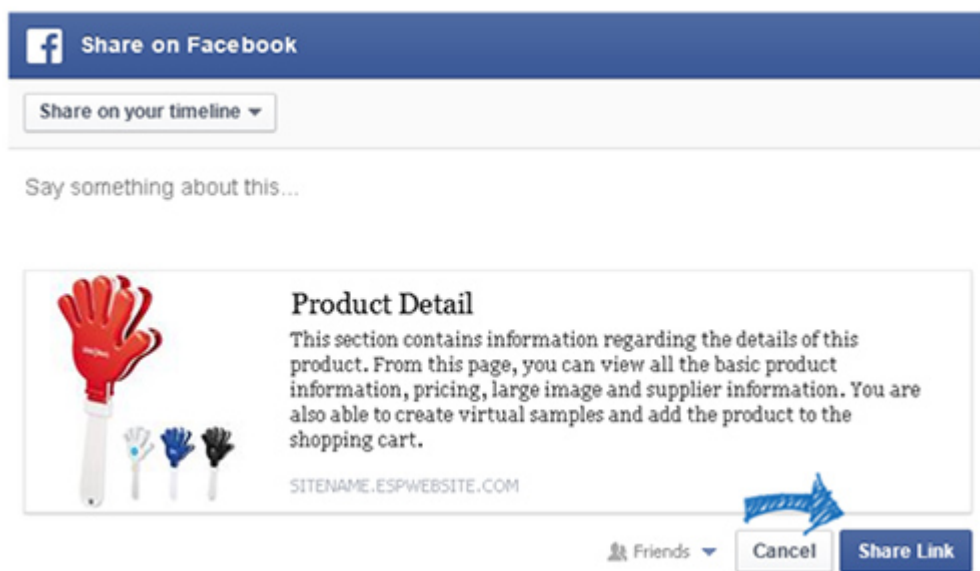 Share on Facebook
Share on your timeline
Say something about this...
Product Detail
This section contains information regarding the details of this
product. From this page, you can view all the basic product
information, pricing, large image and supplier information. You are
also able to create virtual samples and add the product to the
shopping cart.
SITENAME.ESPWEBSITE.COM
Friends
Cancel
Share Link